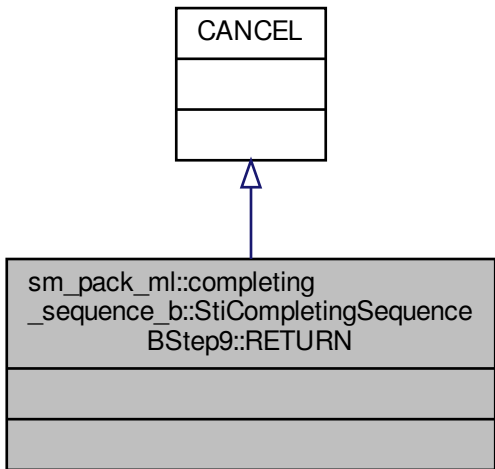 CANCEL
sm_pack_ml::completing
_sequence_b::StiCompletingSequence
BStep9::RETURN